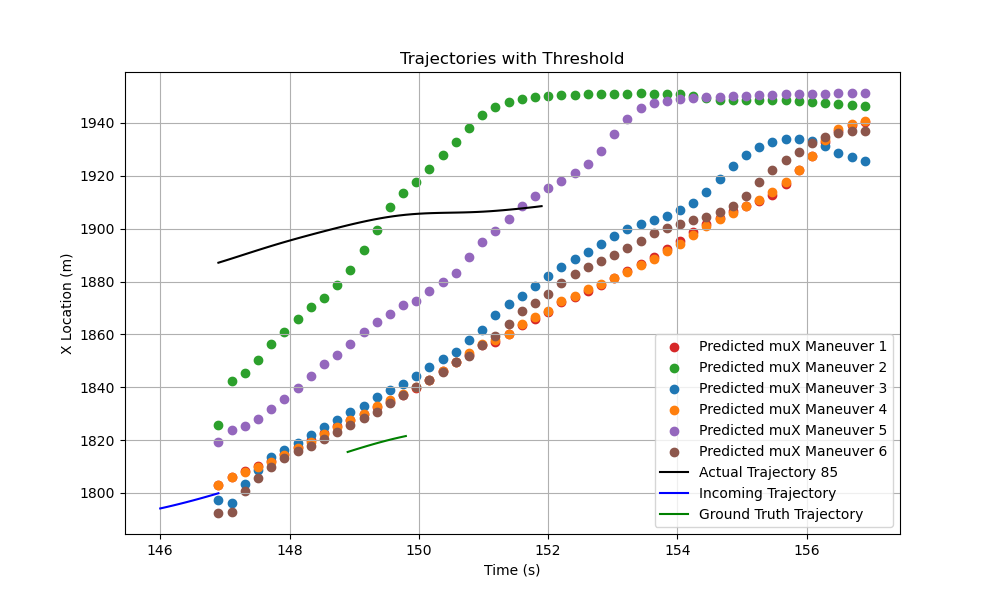 Trajectories with Threshold
X Location (m)
1940
1920
1900
1880
1860
1840
1820
1800
146
148
150
152
154
156
Time (s)
Predicted muX Maneuver 1
Predicted muX Maneuver 2
Predicted muX Maneuver 3
Predicted muX Maneuver 4
Predicted muX Maneuver 5
Predicted muX Maneuver 6
Actual Trajectory 85
Incoming Trajectory
Ground Truth Trajectory